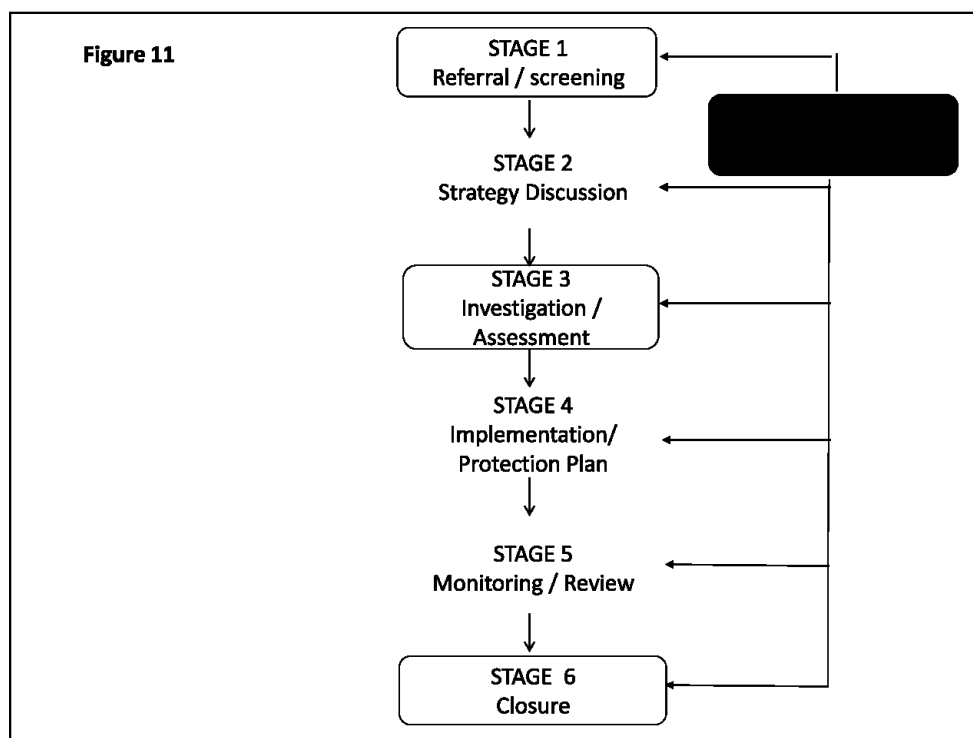 Figure 11
STAGE 1
Referral / screening
STAGE 2
Strategy Discussion
STAGE 3
Investigation /
Assessment
STAGE 4
Implementation/
Protection Plan
STAGE 5
Monitoring / Review
STAGE 6
Closure